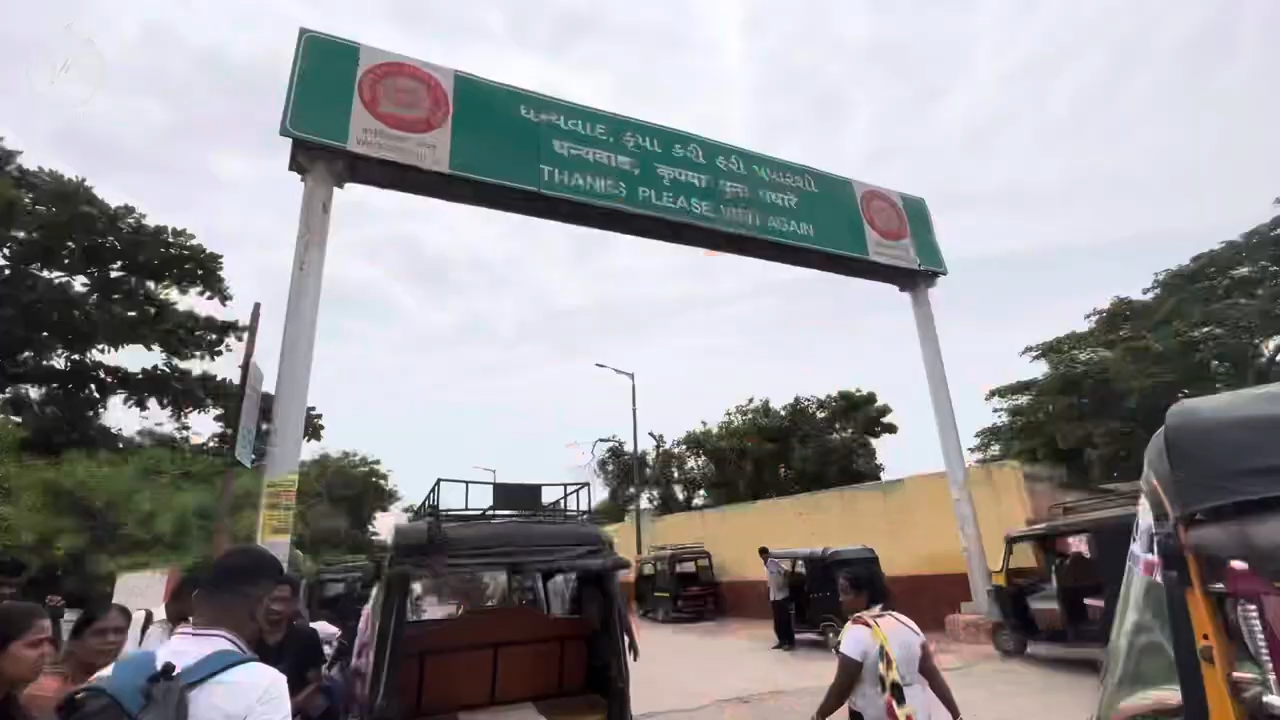 ધન્યવાદ, કૃપા કરી ફરી પધારશો
धन्यवाद, कृपया पुनः पधारें
THANKS PLEASE VISIT AGAIN